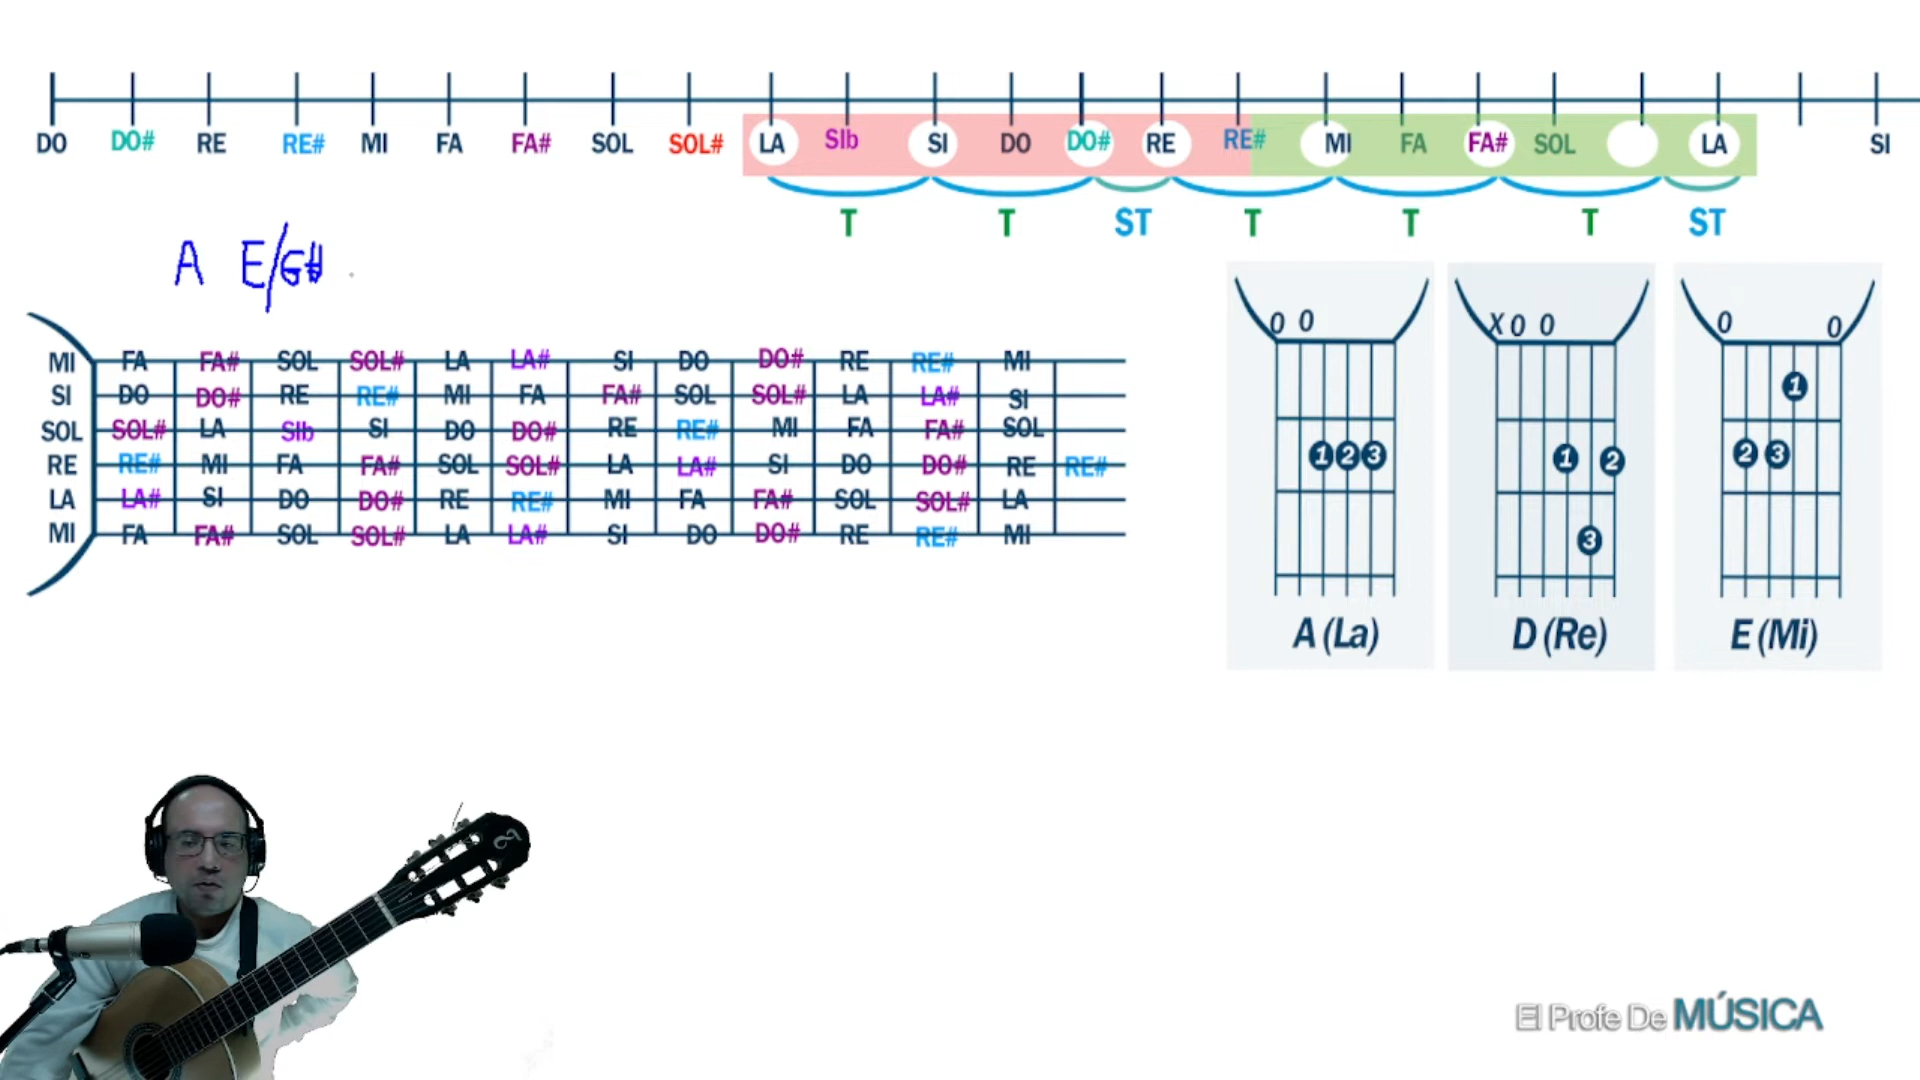 DO DO# RE RE# MI FA FA# SOL SOL# LA SIb SI DO DO# RE RE# MI FA FA# SOL LA SI
T T ST T T T ST
A E/G#
MI FA FA# SOL SOL# LA LA# SI DO DO# RE RE# MI
SI DO DO# RE RE# MI FA FA# SOL SOL# LA LA# SI
SOL SOL# LA SIb SI DO DO# RE RE# MI FA FA# SOL
RE RE# MI FA FA# SOL SOL# LA LA# SI DO DO# RE RE#
LA LA# SI DO DO# RE RE# MI FA FA# SOL SOL# LA
MI FA FA# SOL SOL# LA LA# SI DO DO# RE RE# MI
0 0
1 2 3
A (La)
X 0 0
1 2
3
D (Re)
0 0
1
2 3
E (Mi)
El Profe De MÚSICA